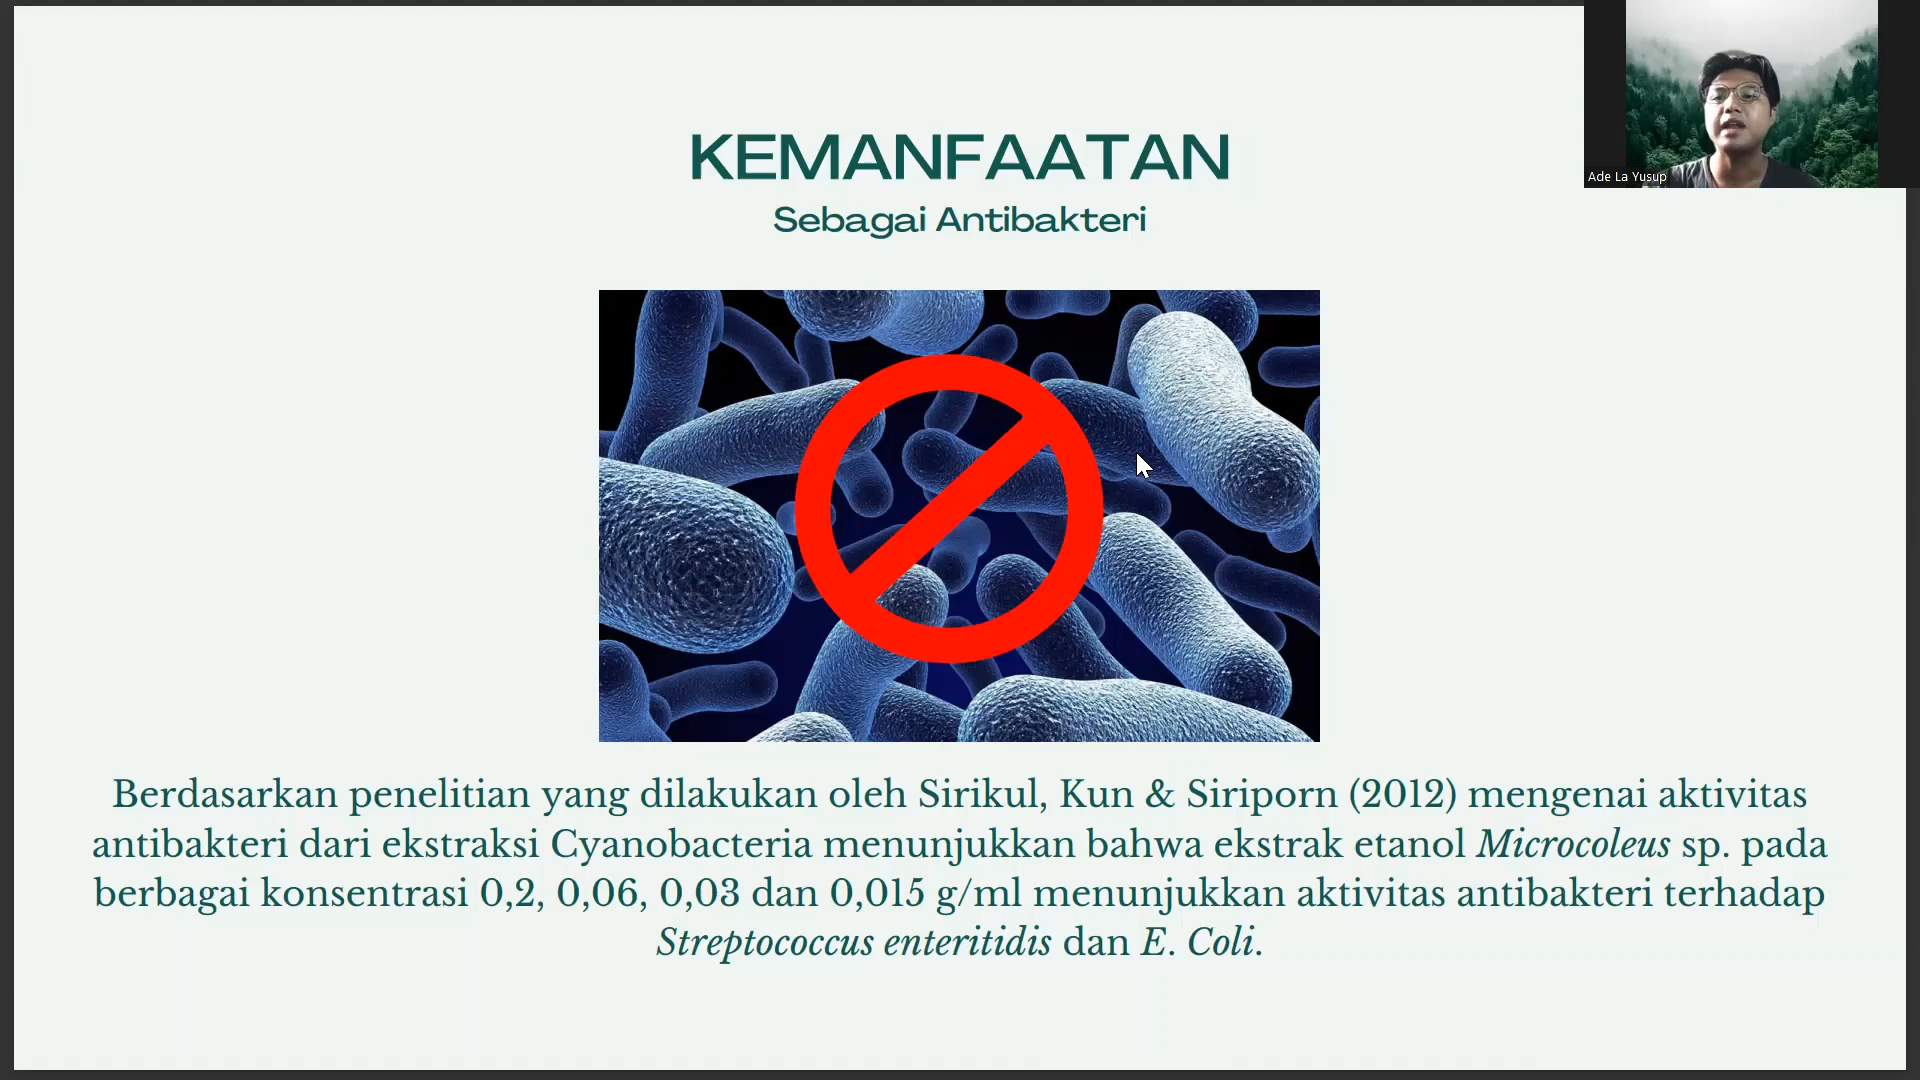 KEMANFAATAN
Sebagai Antibakteri
Ade La Yusup
Berdasarkan penelitian yang dilakukan oleh Sirikul, Kun & Siriporn (2012) mengenai aktivitas
antibakteri dari ekstraksi Cyanobacteria menunjukkan bahwa ekstrak etanol Microcoleus sp. pada
berbagai konsentrasi 0,2, 0,06, 0,03 dan 0,015 g/ml menunjukkan aktivitas antibakteri terhadap
Streptococcus enteritidis dan E. Coli.